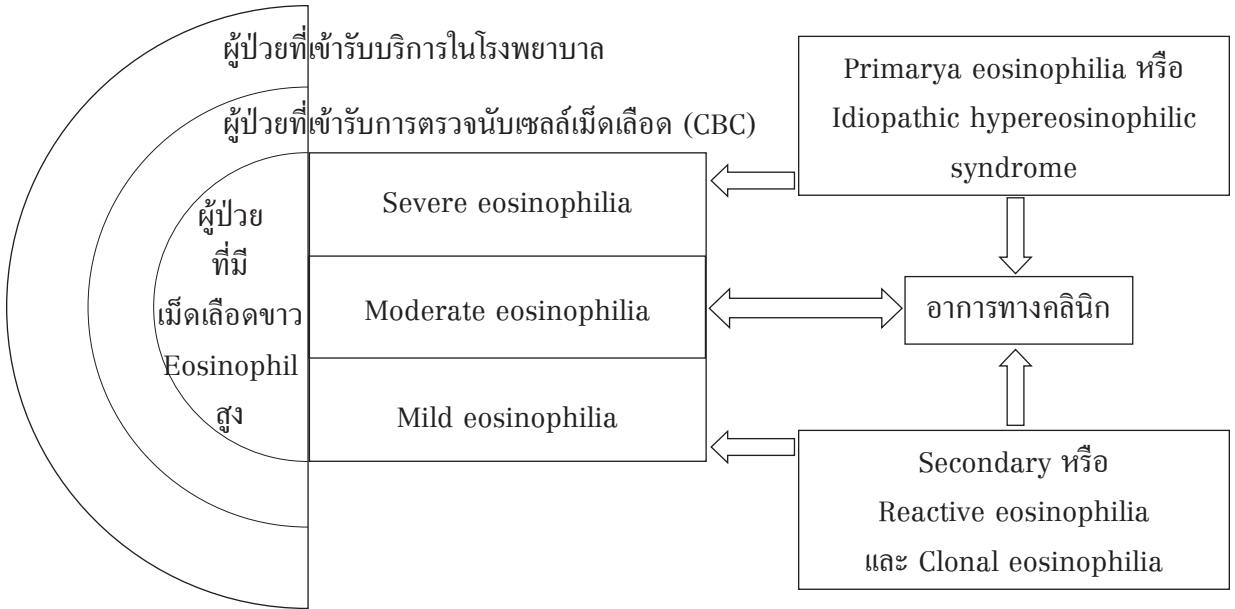 ผู้ป่วยที่เข้ารับบริการในโรงพยาบาล
ผู้ป่วยที่เข้ารับการตรวจนับเซลล์เม็ดเลือด (CBC)
ผู้ป่วย
ที่มี
เม็ดเลือดขาว
Eosinophil
สูง
Severe eosinophilia
Moderate eosinophilia
Mild eosinophilia
Primarya eosinophilia หรือ
Idiopathic hypereosinophilic
syndrome
อาการทางคลินิก
Secondary หรือ
Reactive eosinophilia
และ Clonal eosinophilia